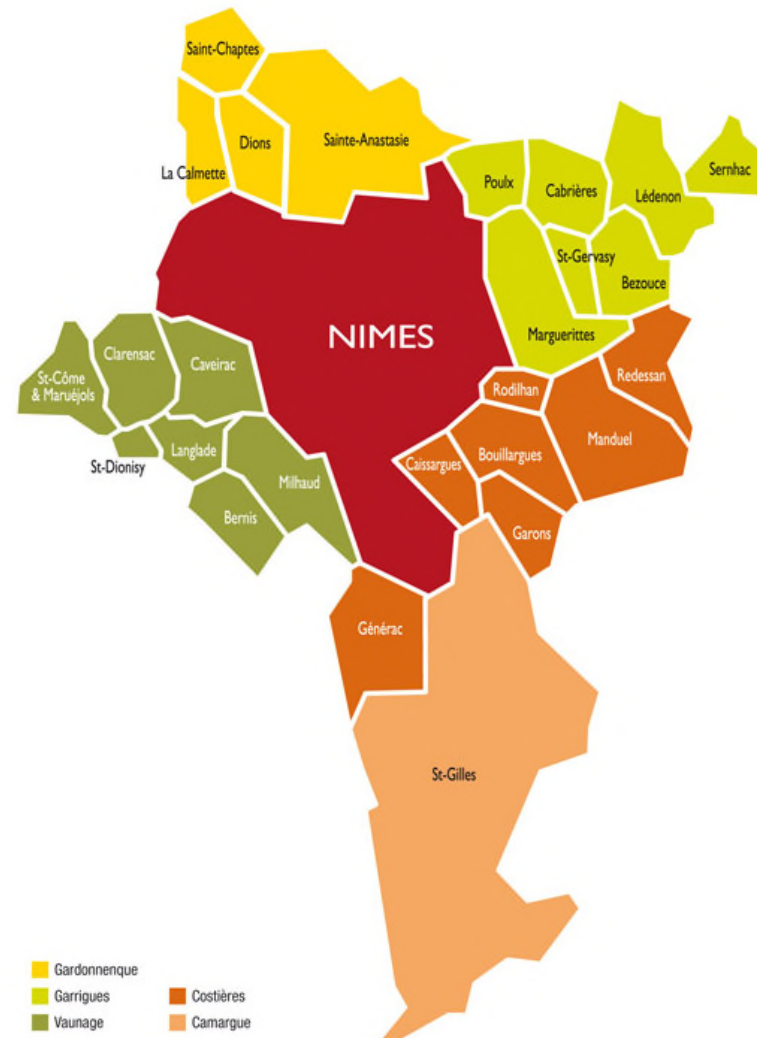 Saint-Chaptes
Dions
Sainte-Anastasie
La Calmette
Poulx
Cabrières
Sernhac
Lédenon
St-Gervasy
Bezouce
NIMES
Marguerittes
Clarensac
Caveirac
St-Côme
& Maruéjols
Redessan
Rodilhan
Manduel
Langlade
St-Dionisy
Caissargues
Bouillargues
Milhaud
Bernis
Garons
Générac
St-Gilles
Gardonnenque
Garrigues
Vaunage
Costières
Camargue